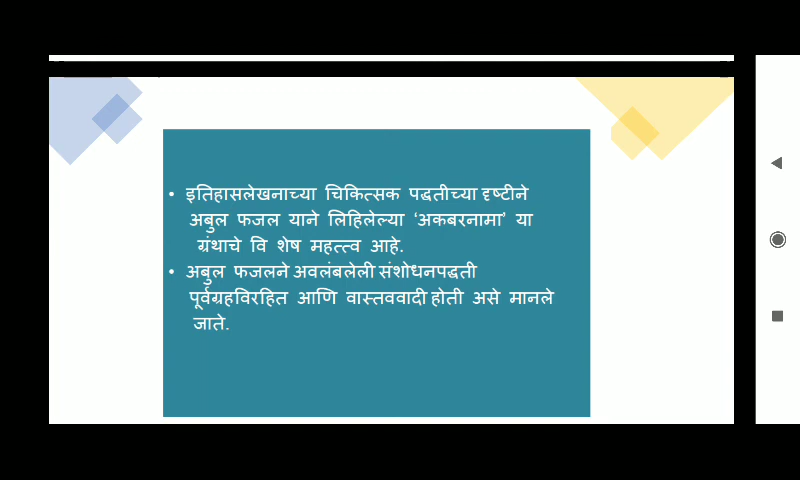 • इतिहासलेखनाच्या चिकित्सक पद्धतीच्या दृष्टीने
अबुल फजल याने लिहिलेल्या ‘अकबरनामा’ या
ग्रंथाचे वि शेष महत्त्व आहे.
• अबुल फजलने अवलंबलेली संशोधनपद्धती
पूर्वग्रहविरहित आणि वास्तववादी होती असे मानले
जाते.